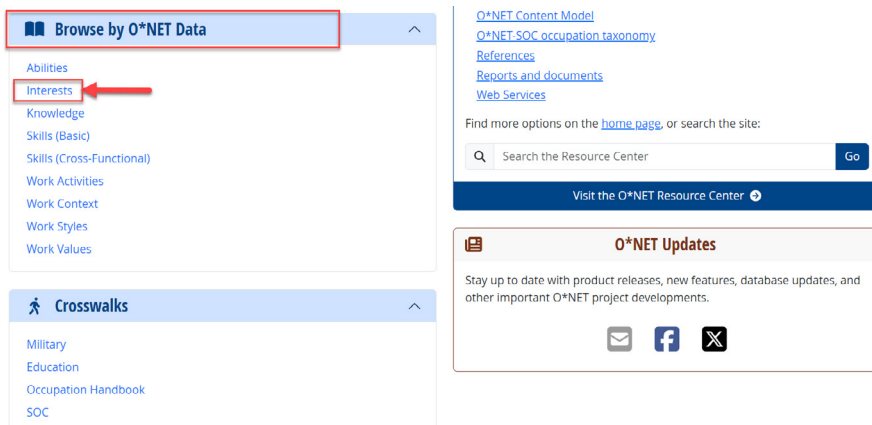 Browse by O*NET Data
Abilities
Interests
Knowledge
Skills (Basic)
Skills (Cross-Functional)
Work Activities
Work Context
Work Styles
Work Values
Crosswalks
Military
Education
Occupation Handbook
SOC
O*NET Content Model
O*NET-SOC occupation taxonomy
References
Reports and documents
Web Services
Find more options on the home page, or search the site:
Search the Resource Center
Go
Visit the O*NET Resource Center
O*NET Updates
Stay up to date with product releases, new features, database updates, and
other important O*NET project developments.